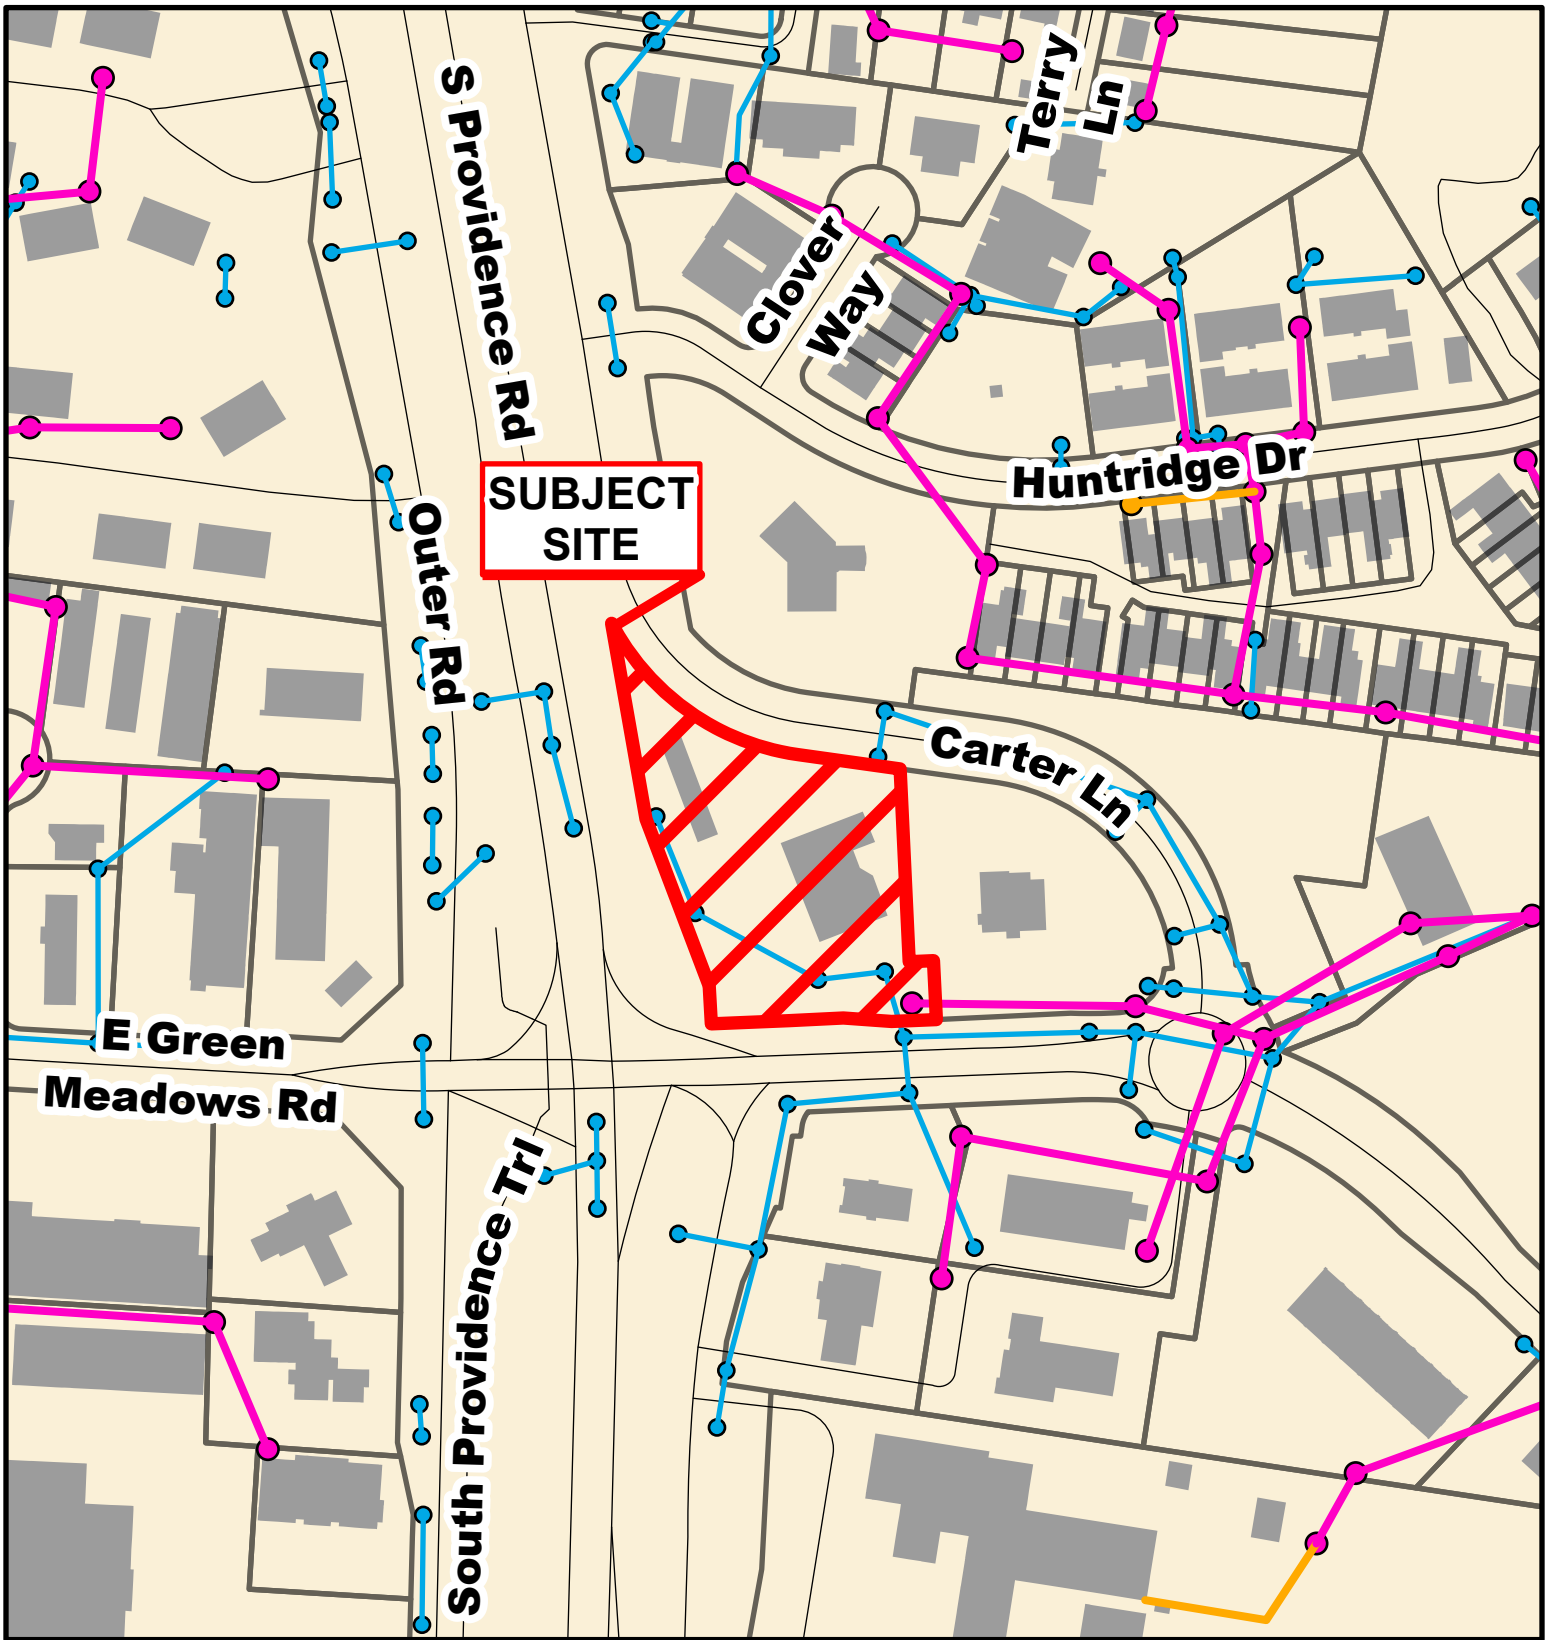 Terry
Ln
S Providence Rd
Clover
Way
Huntridge Dr
SUBJECT
SITE
Outer Rd
Carter Ln
E Green
Meadows Rd
South Providence Trl